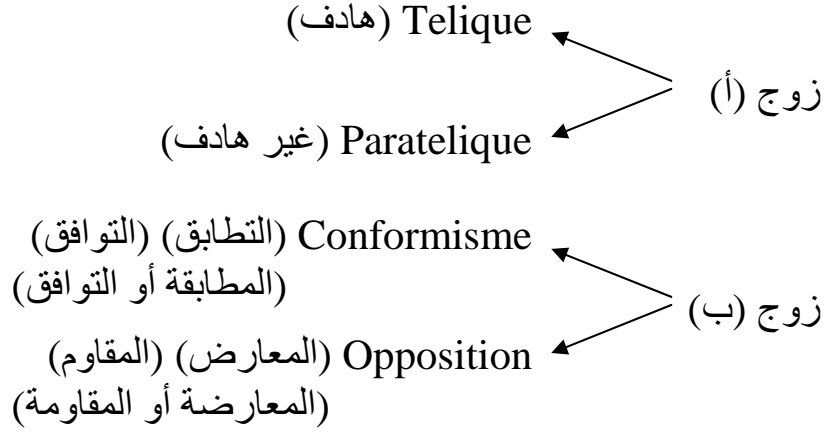 Telique (هادف)
زوج (أ)
Paratelique (غير هادف)
Conformisme (التطابق) (التوافق)
(المطابقة أو التوافق)
زوج (ب)
Opposition (المعارض) (المقاوم)
(المعارضة أو المقاومة)